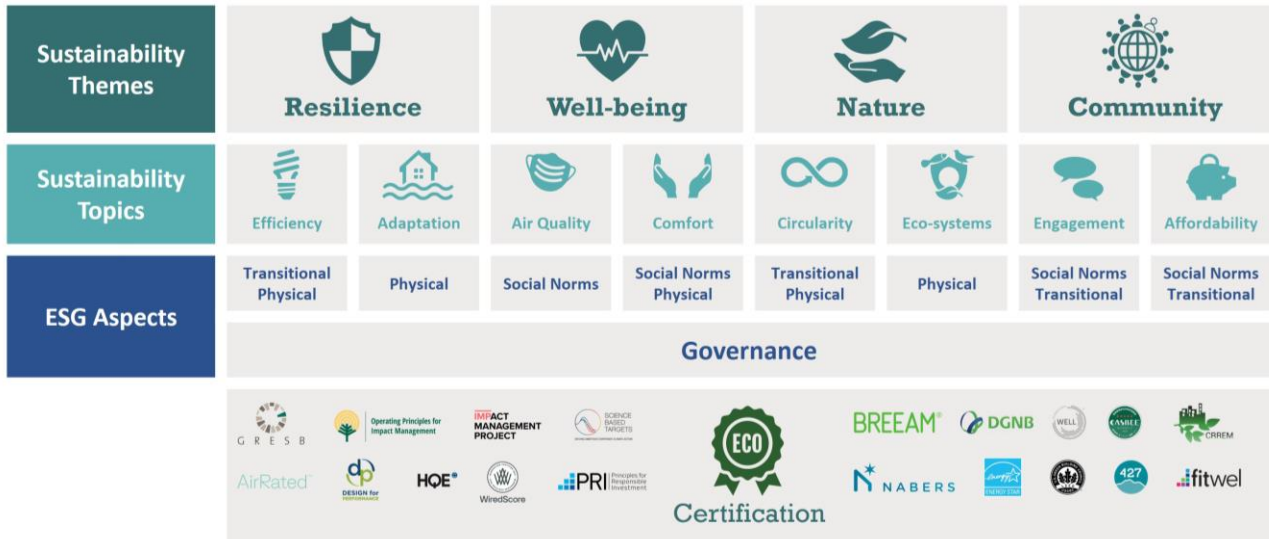 Sustainability
Themes
Resilience
Well-being
Nature
Community
Sustainability
Topics
Efficiency
Adaptation
Air Quality
Comfort
Circularity
Eco-systems
Engagement
Affordability
ESG Aspects
Transitional
Physical
Physical
Social Norms
Social Norms
Physical
Transitional
Physical
Physical
Social Norms
Transitional
Social Norms
Transitional
Governance
GRESB
Operating Principles for
Impact Management
IMPACT
MANAGEMENT
PROJECT
SCIENCE
BASED
TARGETS
ECO
Certification
BREEAM®
DGNB
WELL
CASBEE
CRREM
AirRated
dp
DESIGN for
PERFORMANCE
HQE
WiredScore
PRI Principles for
Responsible
Investment
NABERS
ENERGY STAR
427
fitwel